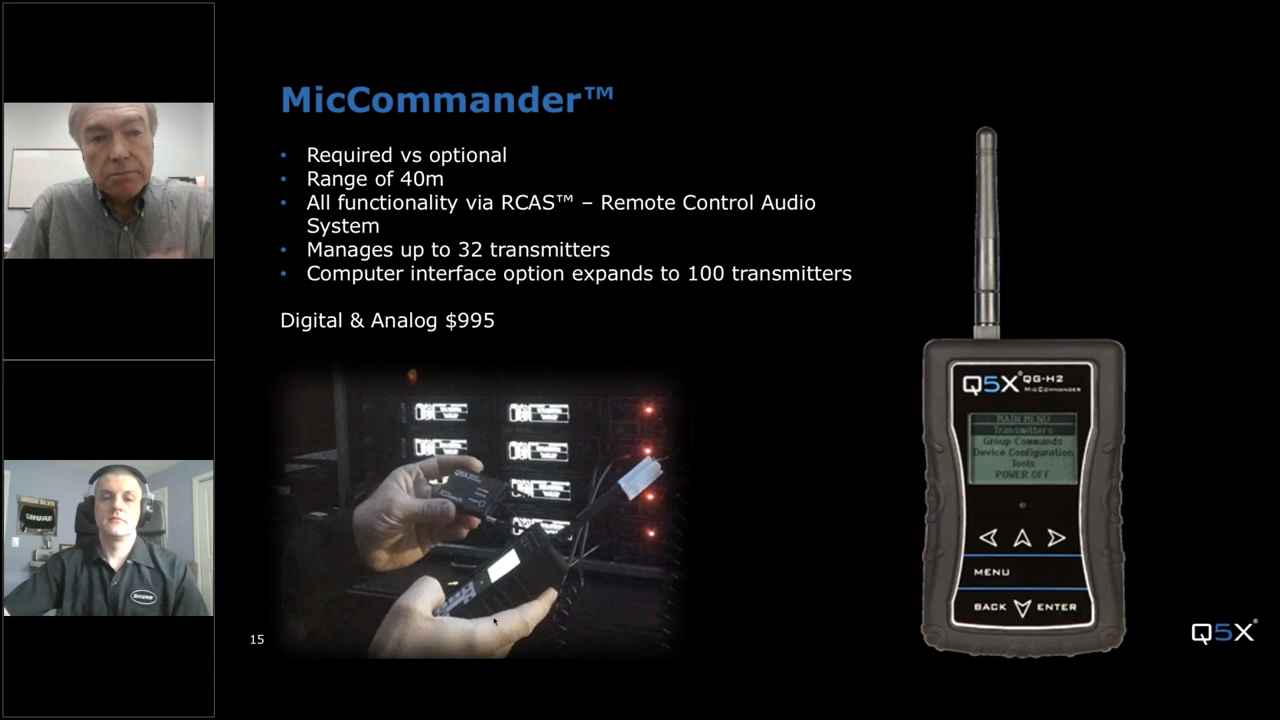 MicCommander™
• Required vs optional
• Range of 40m
• All functionality via RCAS™ – Remote Control Audio
System
• Manages up to 32 transmitters
• Computer interface option expands to 100 transmitters
Digital & Analog $995
Q5X® QG-H2
MICCOMMANDER
MAIN MENU
Transmitters
Group Commands
Device Configuration
Tools
POWER OFF
MENU
BACK ENTER
15
Q5X®
SHURE
SHURE